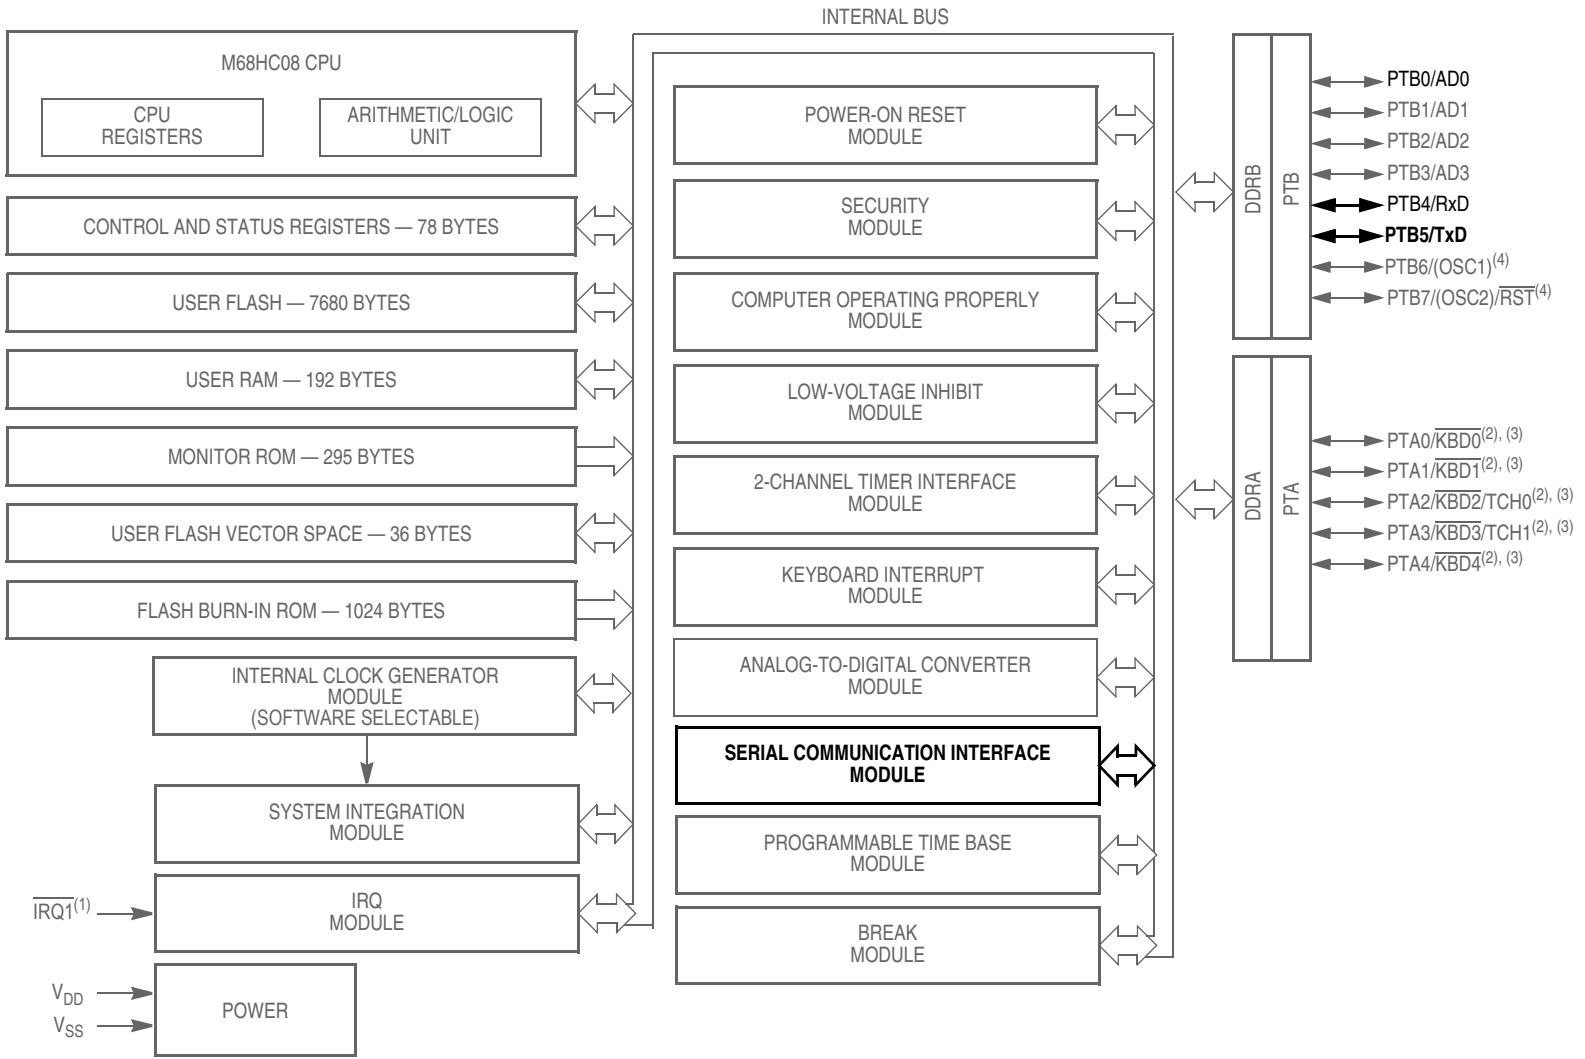 INTERNAL BUS
M68HC08 CPU
CPU
REGISTERS
ARITHMETIC/LOGIC
UNIT
CONTROL AND STATUS REGISTERS — 78 BYTES
USER FLASH — 7680 BYTES
USER RAM — 192 BYTES
MONITOR ROM — 295 BYTES
USER FLASH VECTOR SPACE — 36 BYTES
FLASH BURN-IN ROM — 1024 BYTES
INTERNAL CLOCK GENERATOR
MODULE
(SOFTWARE SELECTABLE)
SYSTEM INTEGRATION
MODULE
IRQ1(1)
IRQ
MODULE
VDD
VSS
POWER
POWER-ON RESET
MODULE
SECURITY
MODULE
COMPUTER OPERATING PROPERLY
MODULE
LOW-VOLTAGE INHIBIT
MODULE
2-CHANNEL TIMER INTERFACE
MODULE
KEYBOARD INTERRUPT
MODULE
ANALOG-TO-DIGITAL CONVERTER
MODULE
SERIAL COMMUNICATION INTERFACE
MODULE
PROGRAMMABLE TIME BASE
MODULE
BREAK
MODULE
DDRB
PTB
PTB0/AD0
PTB1/AD1
PTB2/AD2
PTB3/AD3
PTB4/RxD
PTB5/TxD
PTB6/(OSC1)(4)
PTB7/(OSC2)/RST(4)
DDRA
PTA
PTA0/KBD0(2), (3)
PTA1/KBD1(2), (3)
PTA2/KBD2/TCH0(2), (3)
PTA3/KBD3/TCH1(2), (3)
PTA4/KBD4(2), (3)